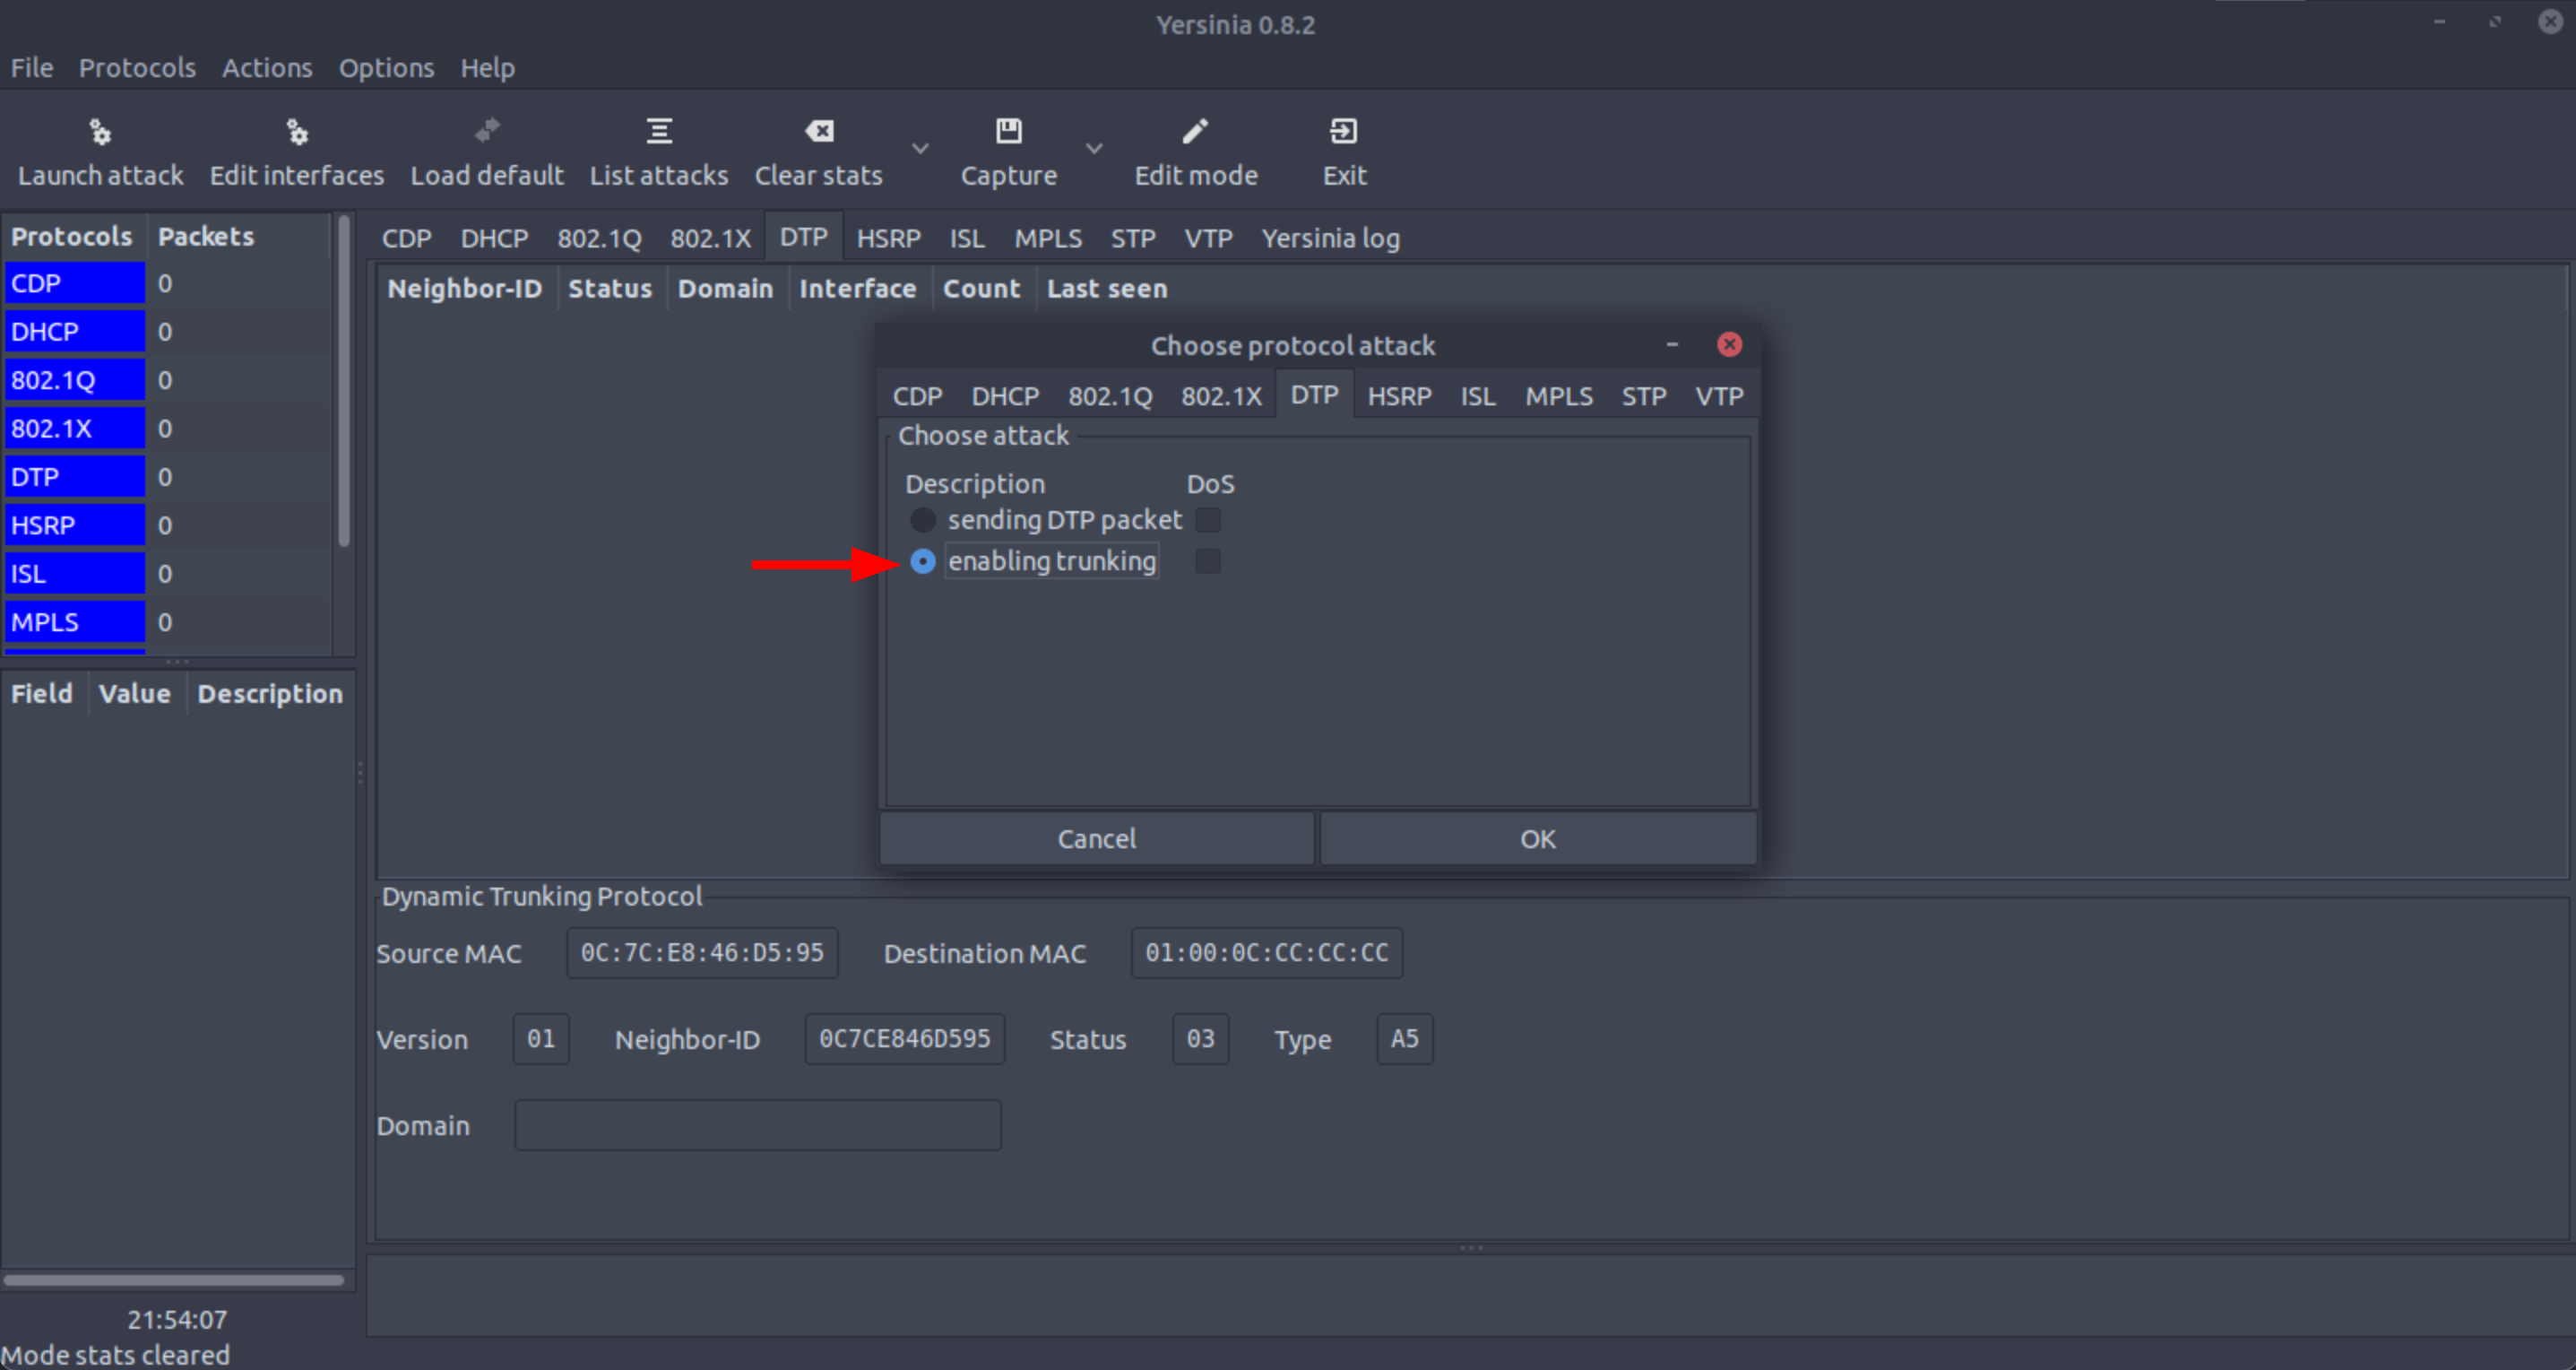 Yersinia 0.8.2
File Protocols Actions Options Help
Launch attack Edit interfaces Load default List attacks Clear stats Capture Edit mode Exit
Protocols Packets
CDP 0
DHCP 0
802.1Q 0
802.1X 0
DTP 0
HSRP 0
ISL 0
MPLS 0
Field Value Description
21:54:07
Mode stats cleared
CDP DHCP 802.1Q 802.1X DTP HSRP ISL MPLS STP VTP Yersinia log
Neighbor-ID Status Domain Interface Count Last seen
Choose protocol attack
CDP DHCP 802.1Q 802.1X DTP HSRP ISL MPLS STP VTP
Choose attack
Description DoS
sending DTP packet
enabling trunking
Cancel OK
Dynamic Trunking Protocol
Source MAC 0C:7C:E8:46:D5:95 Destination MAC 01:00:0C:CC:CC:CC
Version 01 Neighbor-ID 0C7CE846D595 Status 03 Type A5
Domain